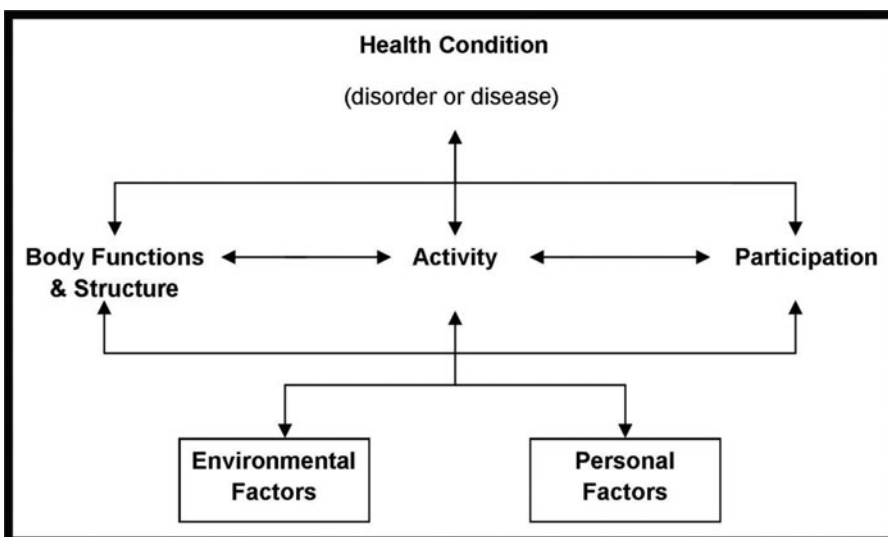 Health Condition
(disorder or disease)
Body Functions
& Structure
Activity
Participation
Environmental
Factors
Personal
Factors